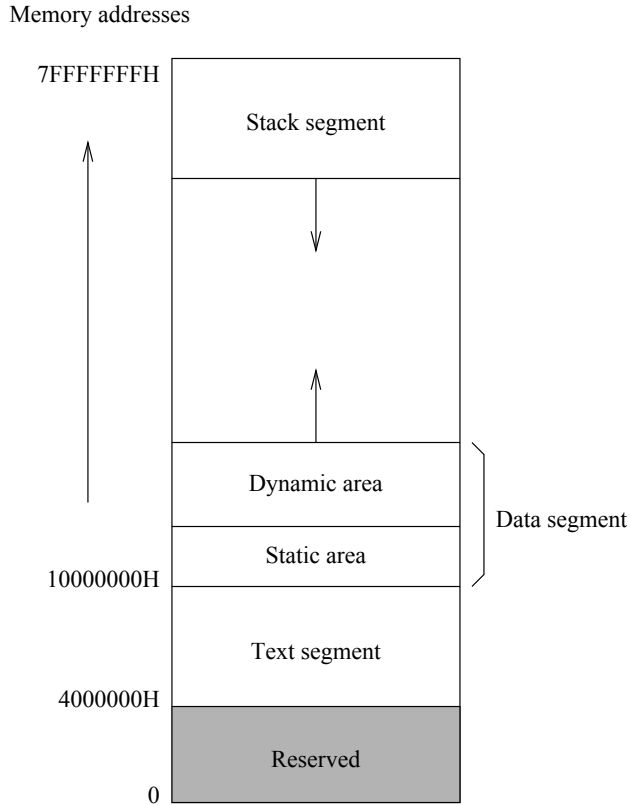 Memory addresses
7FFFFFFFH
Stack segment
Dynamic area
Data segment
Static area
10000000H
Text segment
4000000H
Reserved
0